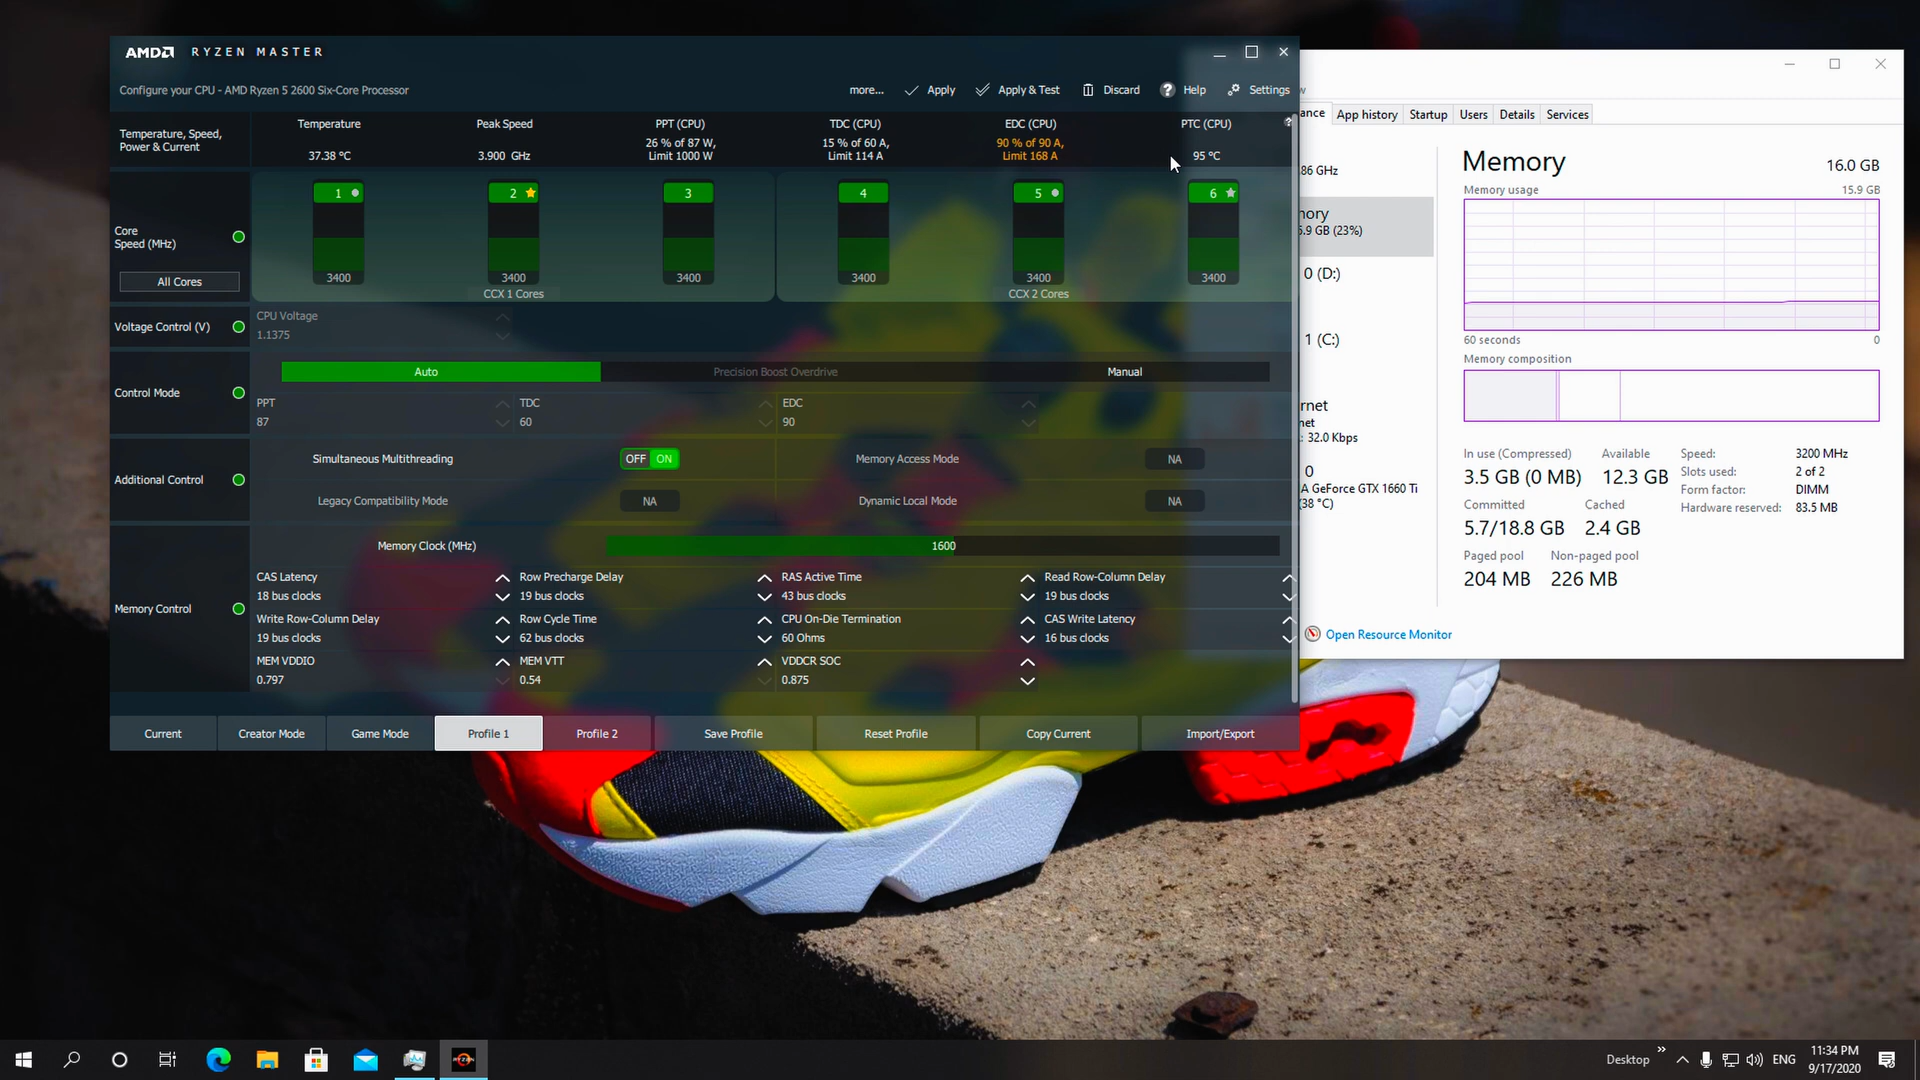 AMD RYZEN MASTER
Configure your CPU - AMD Ryzen 5 2600 Six-Core Processor
more... Apply Apply & Test Discard Help Settings
Temperature, Speed,
Power & Current
Temperature
37.38 °C
Peak Speed
3.900 GHz
PPT (CPU)
26 % of 87 W,
Limit 1000 W
TDC (CPU)
15 % of 60 A,
Limit 114 A
EDC (CPU)
90 % of 90 A,
Limit 168 A
PTC (CPU)
95 °C
Core
Speed (MHz)
All Cores
1 2 3 4 5 6
3400 3400 3400 3400 3400 3400
CCX 1 Cores CCX 2 Cores
Voltage Control (V)
CPU Voltage
1.1375
Control Mode
Auto Precision Boost Overdrive Manual
PPT TDC EDC
87 60 90
Additional Control
Simultaneous Multithreading OFF ON Memory Access Mode NA
Legacy Compatibility Mode NA Dynamic Local Mode NA
Memory Control
Memory Clock (MHz) 1600
CAS Latency Row Precharge Delay RAS Active Time Read Row-Column Delay
18 bus clocks 19 bus clocks 43 bus clocks 19 bus clocks
Write Row-Column Delay Row Cycle Time CPU On-Die Termination CAS Write Latency
19 bus clocks 62 bus clocks 60 Ohms 16 bus clocks
MEM VDDIO MEM VTT VDDCR SOC
0.797 0.54 0.875
Current Creator Mode Game Mode Profile 1 Profile 2 Save Profile Reset Profile Copy Current Import/Export
w
ance App history Startup Users Details Services
.86 GHz
nory
5.9 GB (23%)
0 (D:)
1 (C:)
rnet
net
: 32.0 Kbps
0
A GeForce GTX 1660 Ti
(38 °C)
Memory 16.0 GB
Memory usage 15.9 GB
60 seconds 0
Memory composition
In use (Compressed) Available
3.5 GB (0 MB) 12.3 GB
Committed Cached
5.7/18.8 GB 2.4 GB
Paged pool Non-paged pool
204 MB 226 MB
Speed: 3200 MHz
Slots used: 2 of 2
Form factor: DIMM
Hardware reserved: 83.5 MB
Open Resource Monitor
RYZEN
Desktop
ENG
11:34 PM
9/17/2020